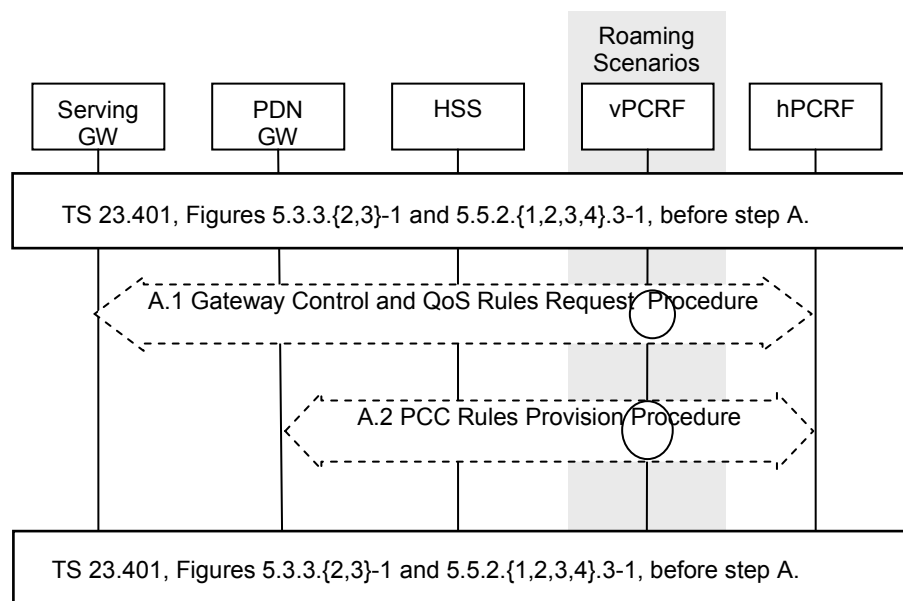 Roaming
Scenarios
Serving
GW
PDN
GW
HSS
vPCRF
hPCRF
TS 23.401, Figures 5.3.3.{2,3}-1 and 5.5.2.{1,2,3,4}.3-1, before step A.
A.1 Gateway Control and QoS Rules Request Procedure
A.2 PCC Rules Provision Procedure
TS 23.401, Figures 5.3.3.{2,3}-1 and 5.5.2.{1,2,3,4}.3-1, before step A.